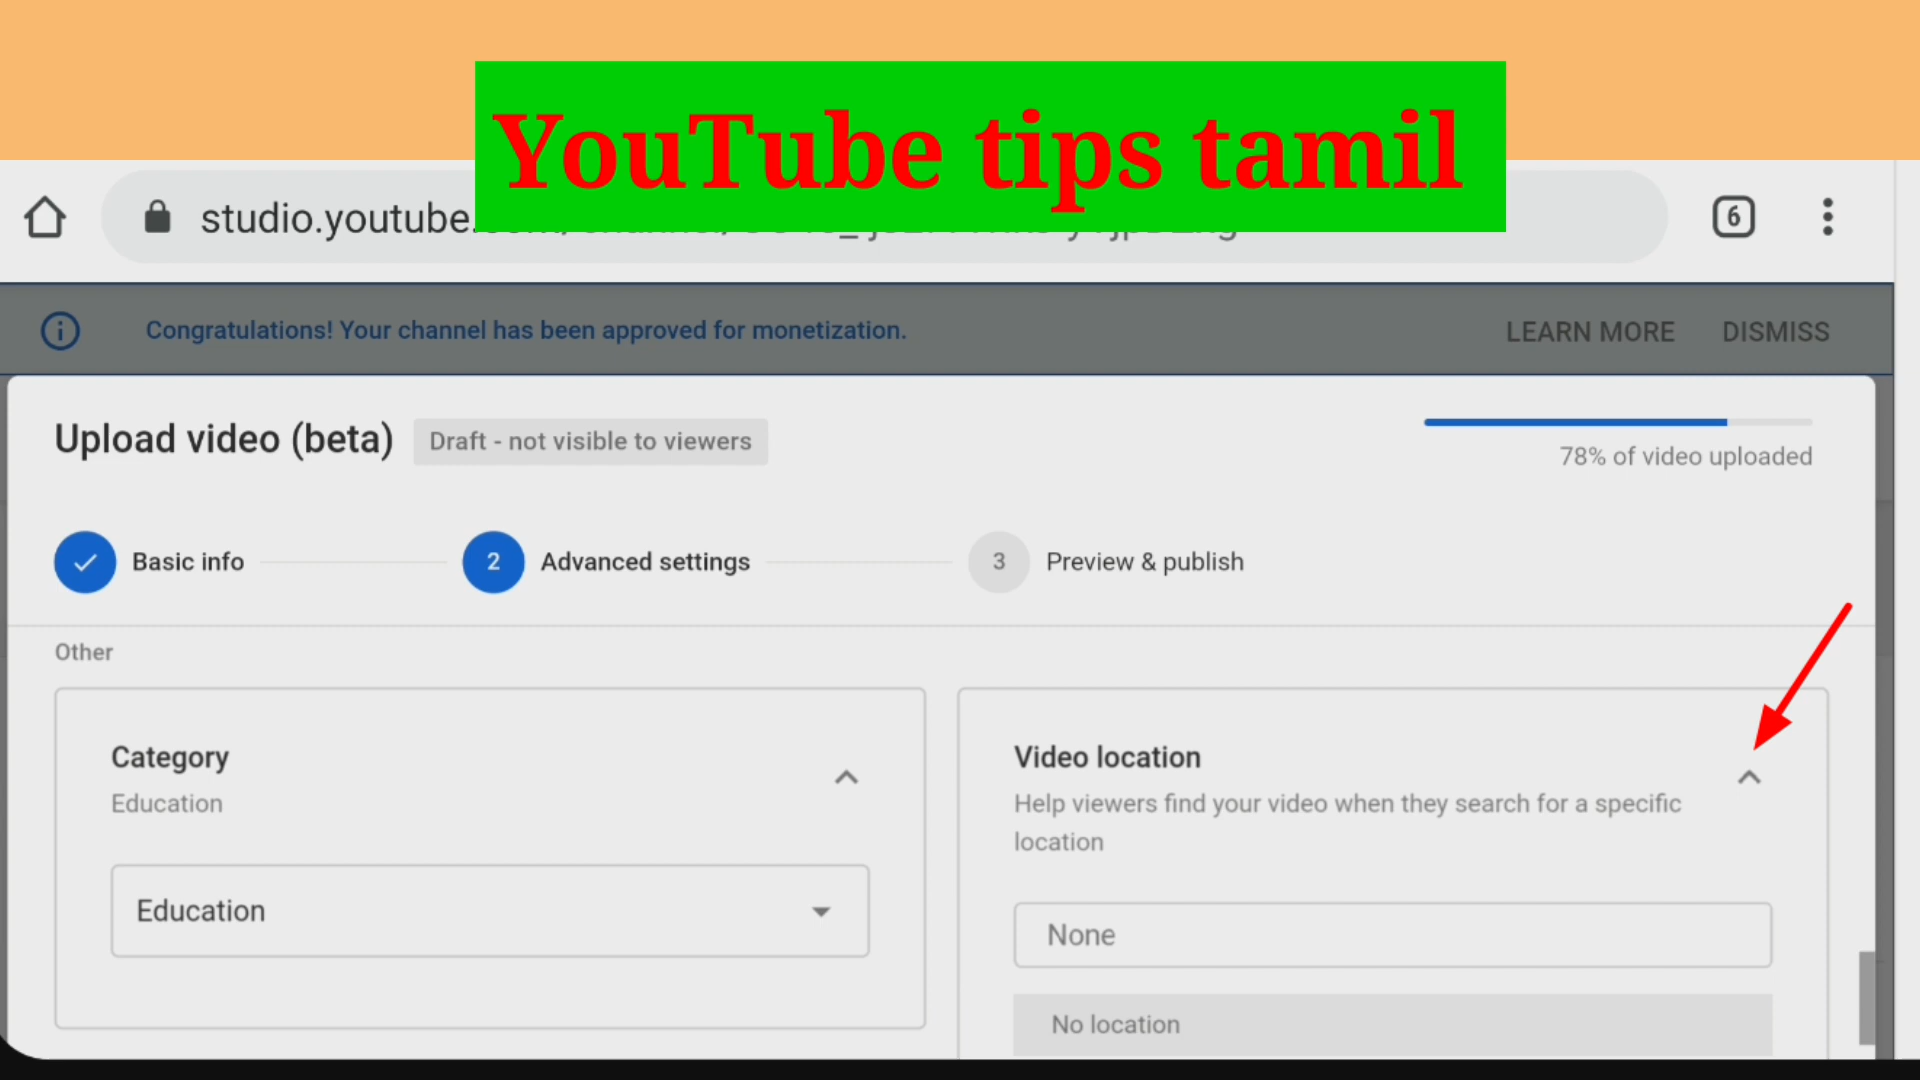 YouTube tips tamil
studio.youtube.
6
Congratulations! Your channel has been approved for monetization.
LEARN MORE
DISMISS
Upload video (beta)
Draft - not visible to viewers
78% of video uploaded
Basic info
2
Advanced settings
3
Preview & publish
Other
Category
Education
Education
Video location
Help viewers find your video when they search for a specific
location
None
No location